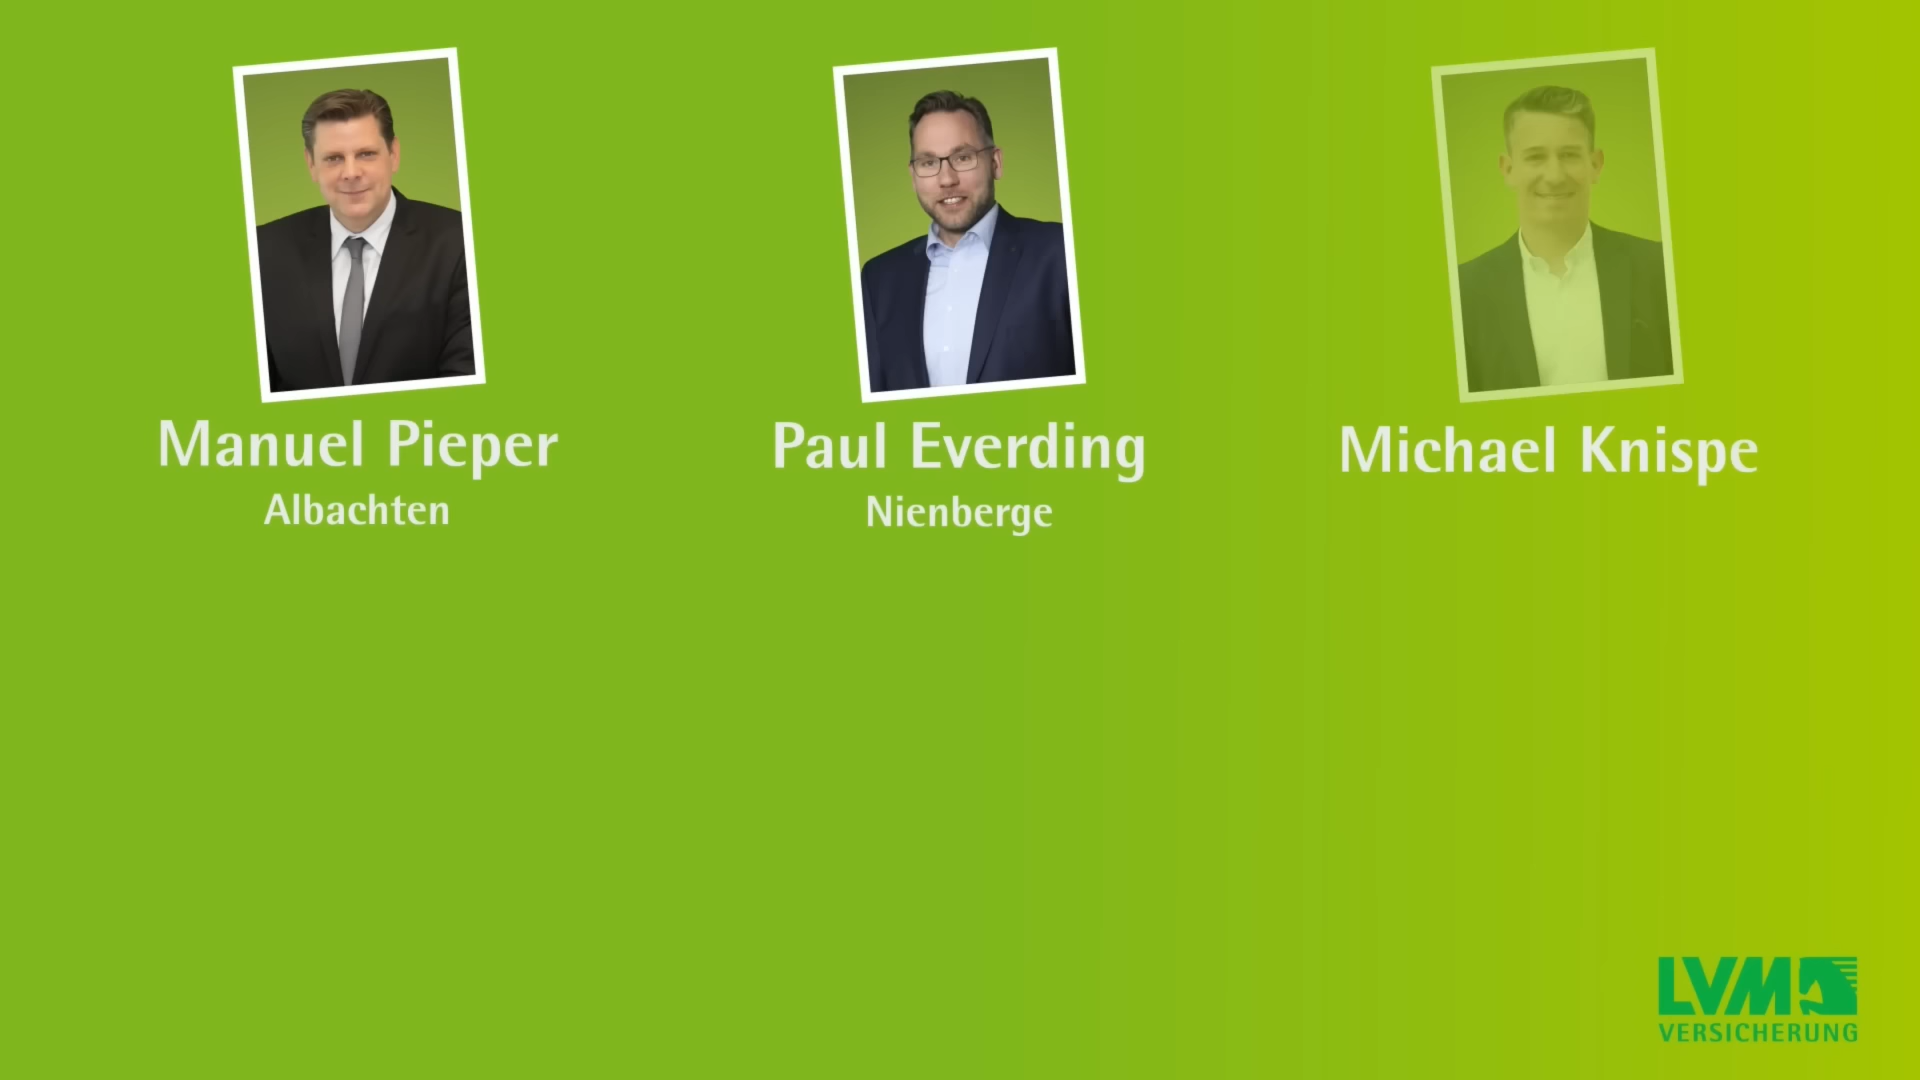 Manuel Pieper
Albachten
Paul Everding
Nienberge
Michael Knispe
LVM
VERSICHERUNG